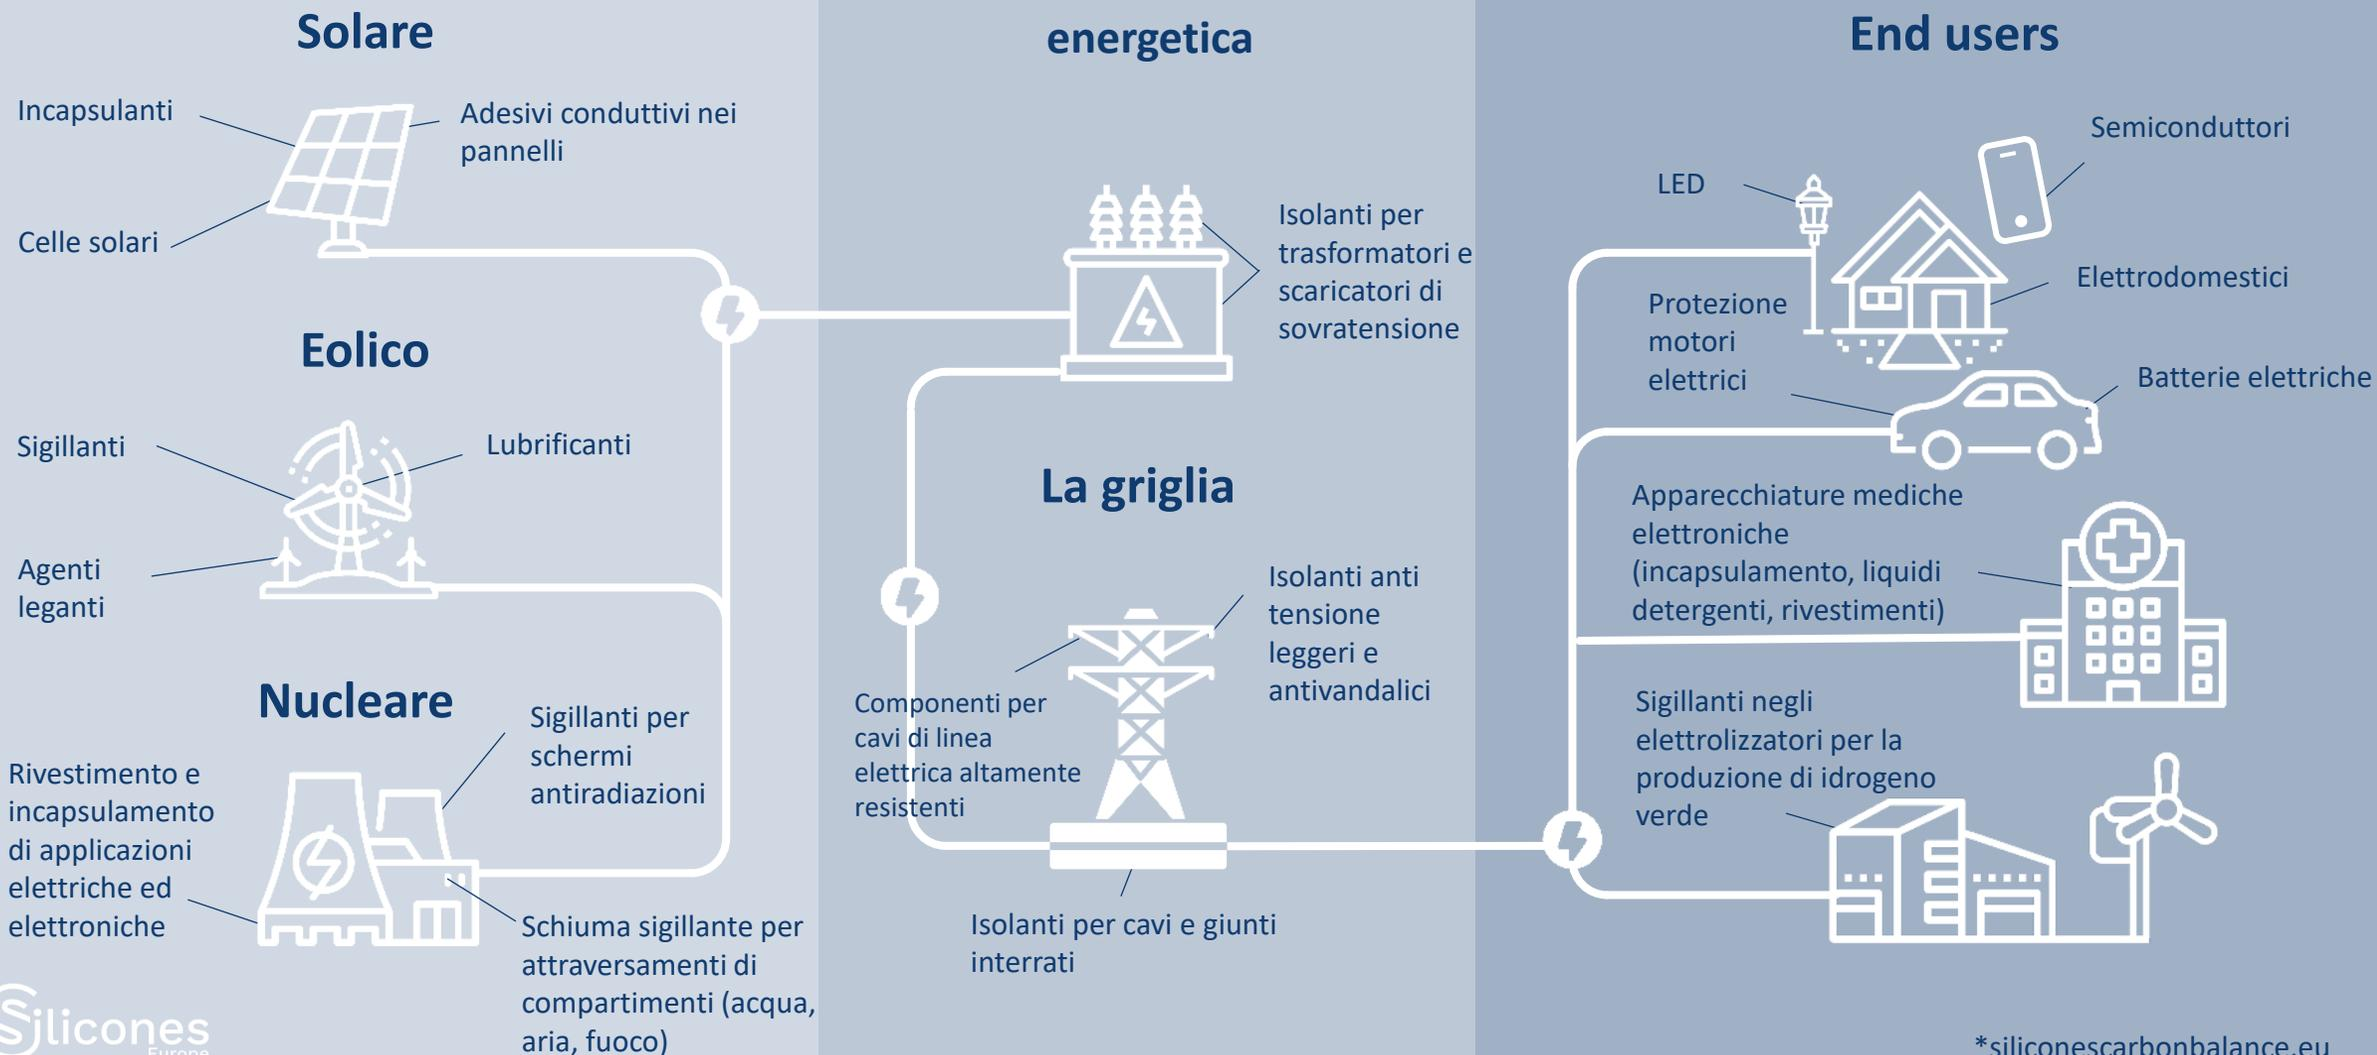 Solare
Incapsulanti
Adesivi conduttivi nei
pannelli
Celle solari
Eolico
Sigillanti
Lubrificanti
Agenti
leganti
Nucleare
Sigillanti per
schermi
antiradiazioni
Rivestimento e
incapsulamento
di applicazioni
elettriche ed
elettroniche
Schiuma sigillante per
attraversamenti di
compartimenti (acqua,
aria, fuoco)
Silicones
Europe
energetica
Isolanti per
trasformatori e
scaricatori di
sovratensione
La griglia
Isolanti anti
tensione
leggeri e
antivandalici
Componenti per
cavi di linea
elettrica altamente
resistenti
Isolanti per cavi e giunti
interrati
End users
Semiconduttori
LED
Elettrodomestici
Protezione
motori
elettrici
Batterie elettriche
Apparecchiature mediche
elettroniche
(incapsulamento, liquidi
detergenti, rivestimenti)
Sigillanti negli
elettrolizzatori per la
produzione di idrogeno
verde
*siliconescarbonbalance.eu